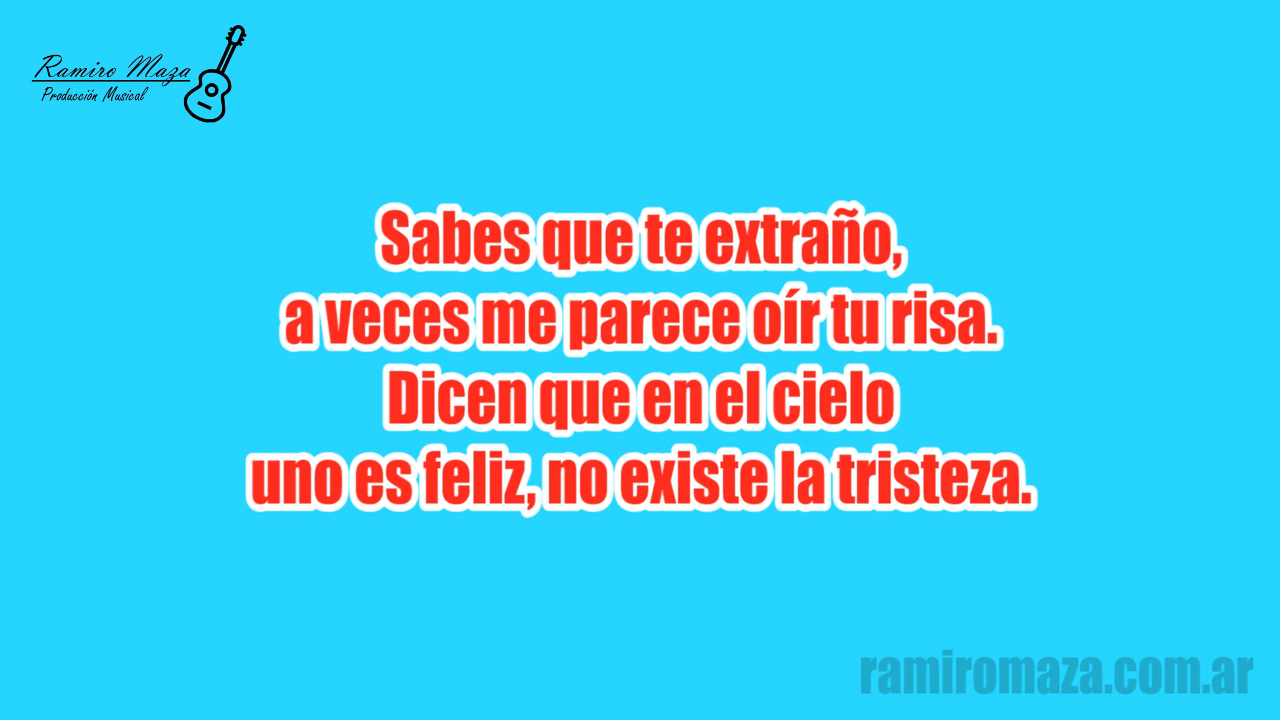 Ramiro Maza
Producción Musical
Sabes que te extraño,
a veces me parece oír tu risa.
Dicen que en el cielo
uno es feliz, no existe la tristeza.
ramiromaza.com.ar